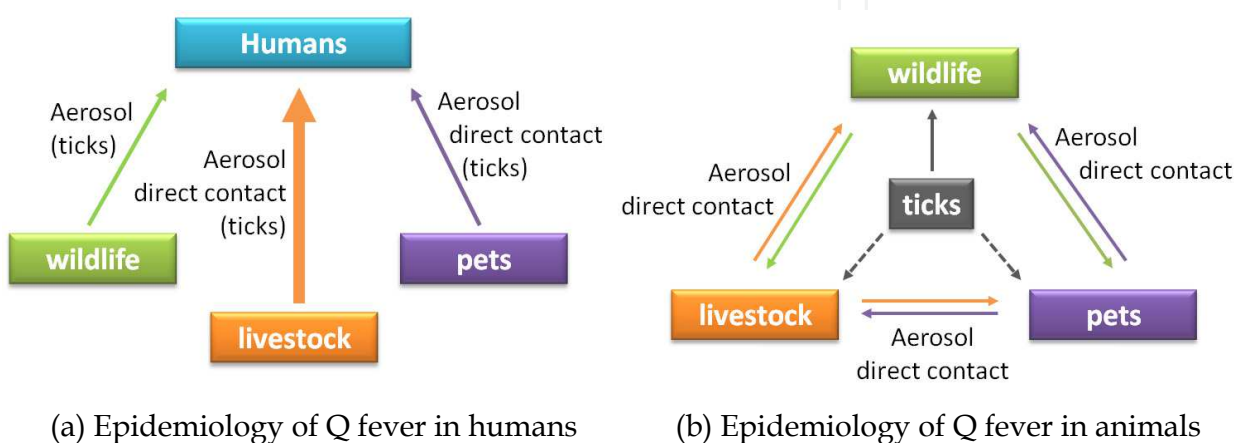 Humans
Aerosol
(ticks)
Aerosol
direct contact
(ticks)
Aerosol
direct contact
(ticks)
wildlife
pets
livestock
(a) Epidemiology of Q fever in humans
wildlife
Aerosol
direct contact
Aerosol
direct contact
ticks
livestock
pets
Aerosol
direct contact
(b) Epidemiology of Q fever in animals